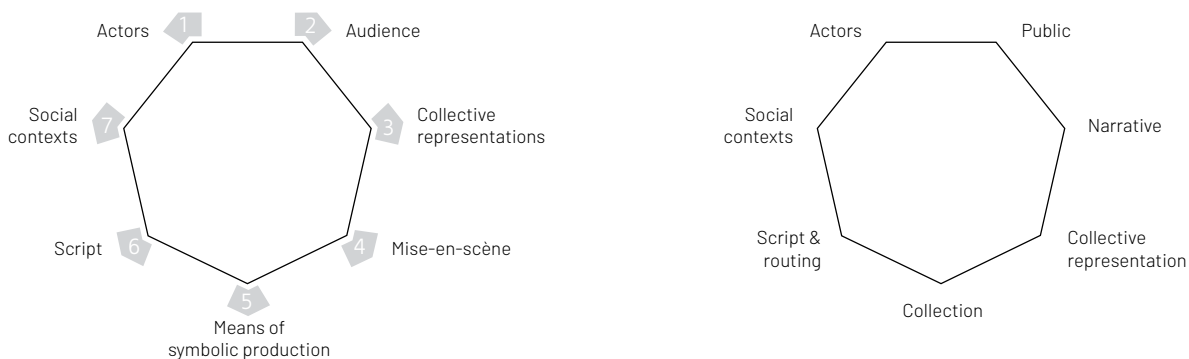 Actors
1
2
Audience
Social
contexts
7
3
Collective
representations
Script
6
4
Mise-en-scène
5
Means of
symbolic production
Actors
Public
Social
contexts
Narrative
Script &
routing
Collective
representation
Collection